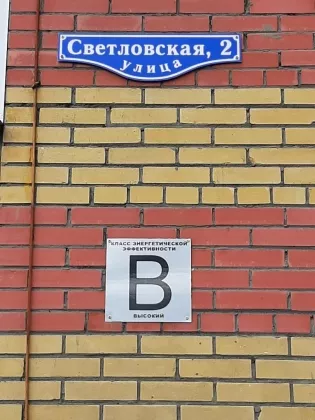 Светловская, 2
улица
КЛАСС ЭНЕРГЕТИЧЕСКОЙ
ЭФФЕКТИВНОСТИ
B
ВЫСОКИЙ